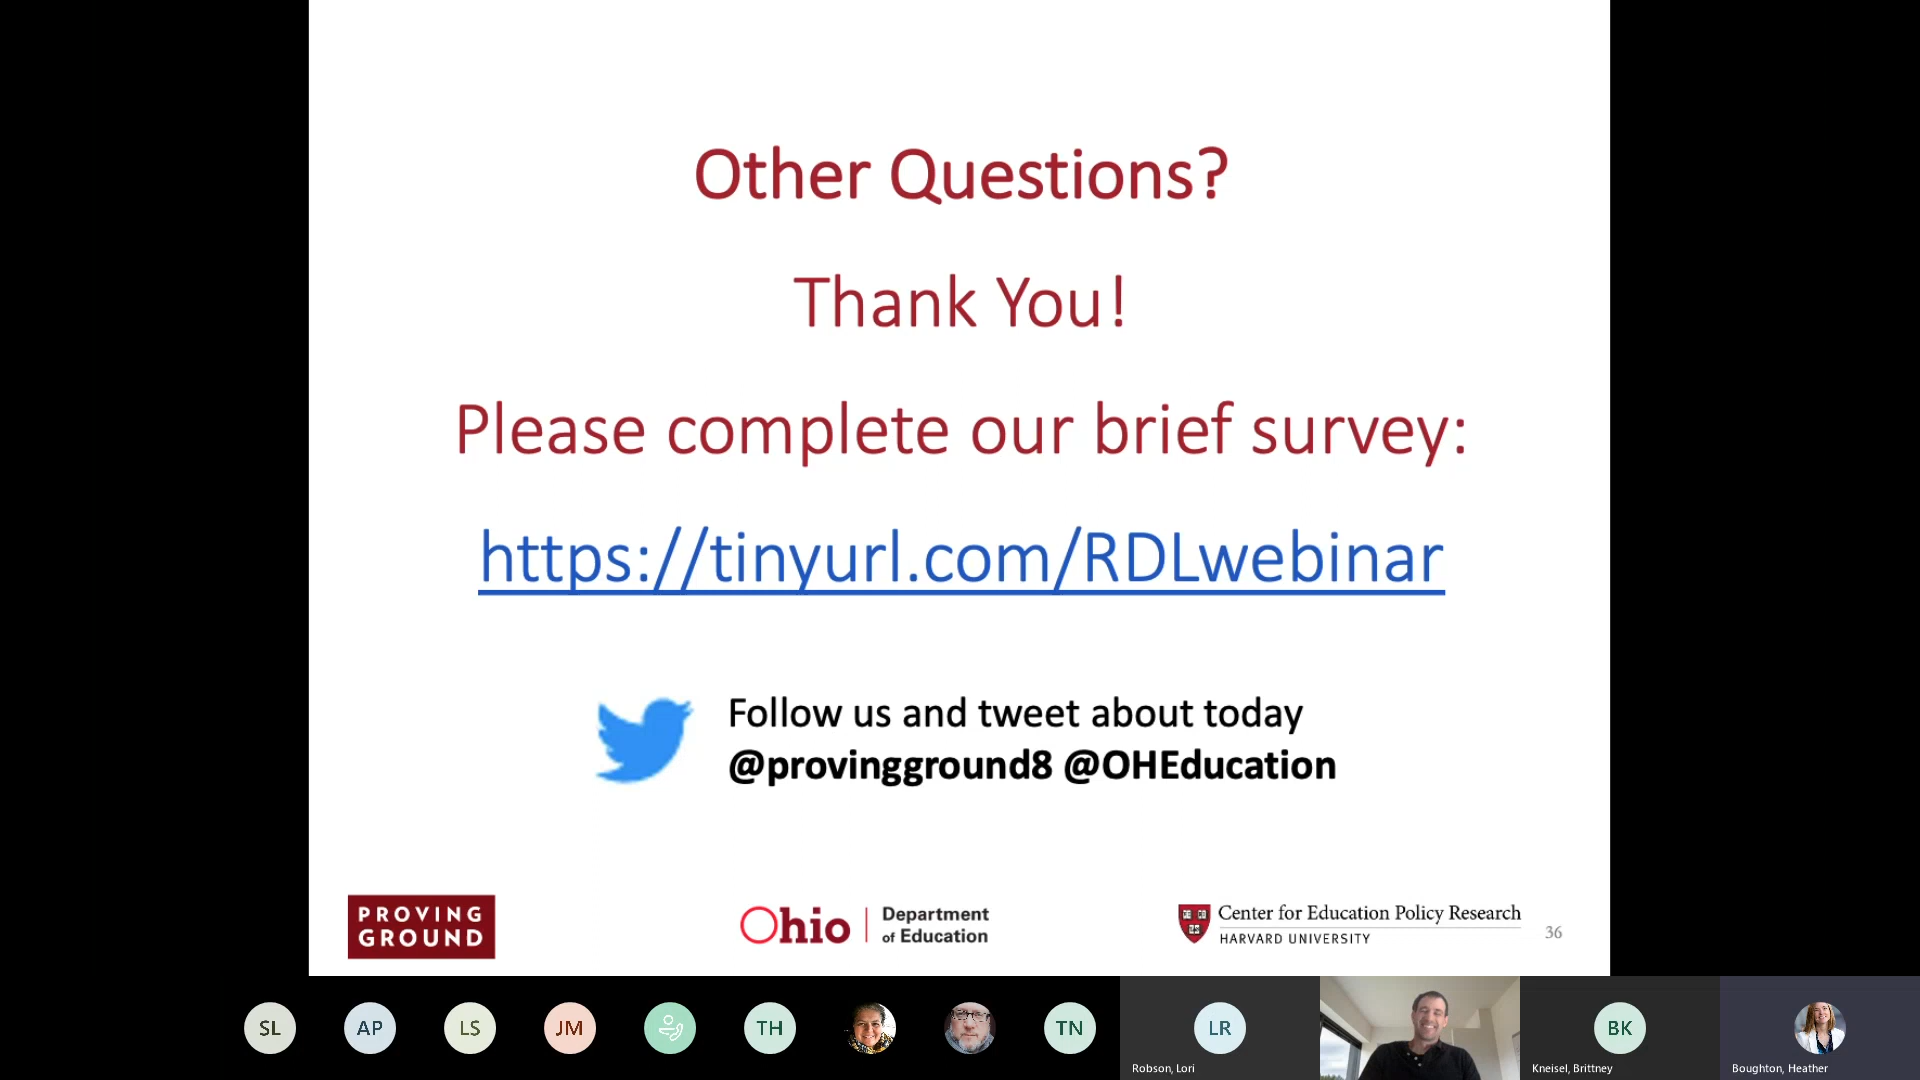 Other Questions?
Thank You!
Please complete our brief survey:
https://tinyurl.com/RDLwebinar
Follow us and tweet about today
@provingground8 @OHEducation
PROVING
GROUND
Ohio
Department
of Education
Center for Education Policy Research
HARVARD UNIVERSITY
36
SL
AP
LS
JM
TH
TN
LR
BK
Robson, Lori
Kneisel, Brittney
Boughton, Heather